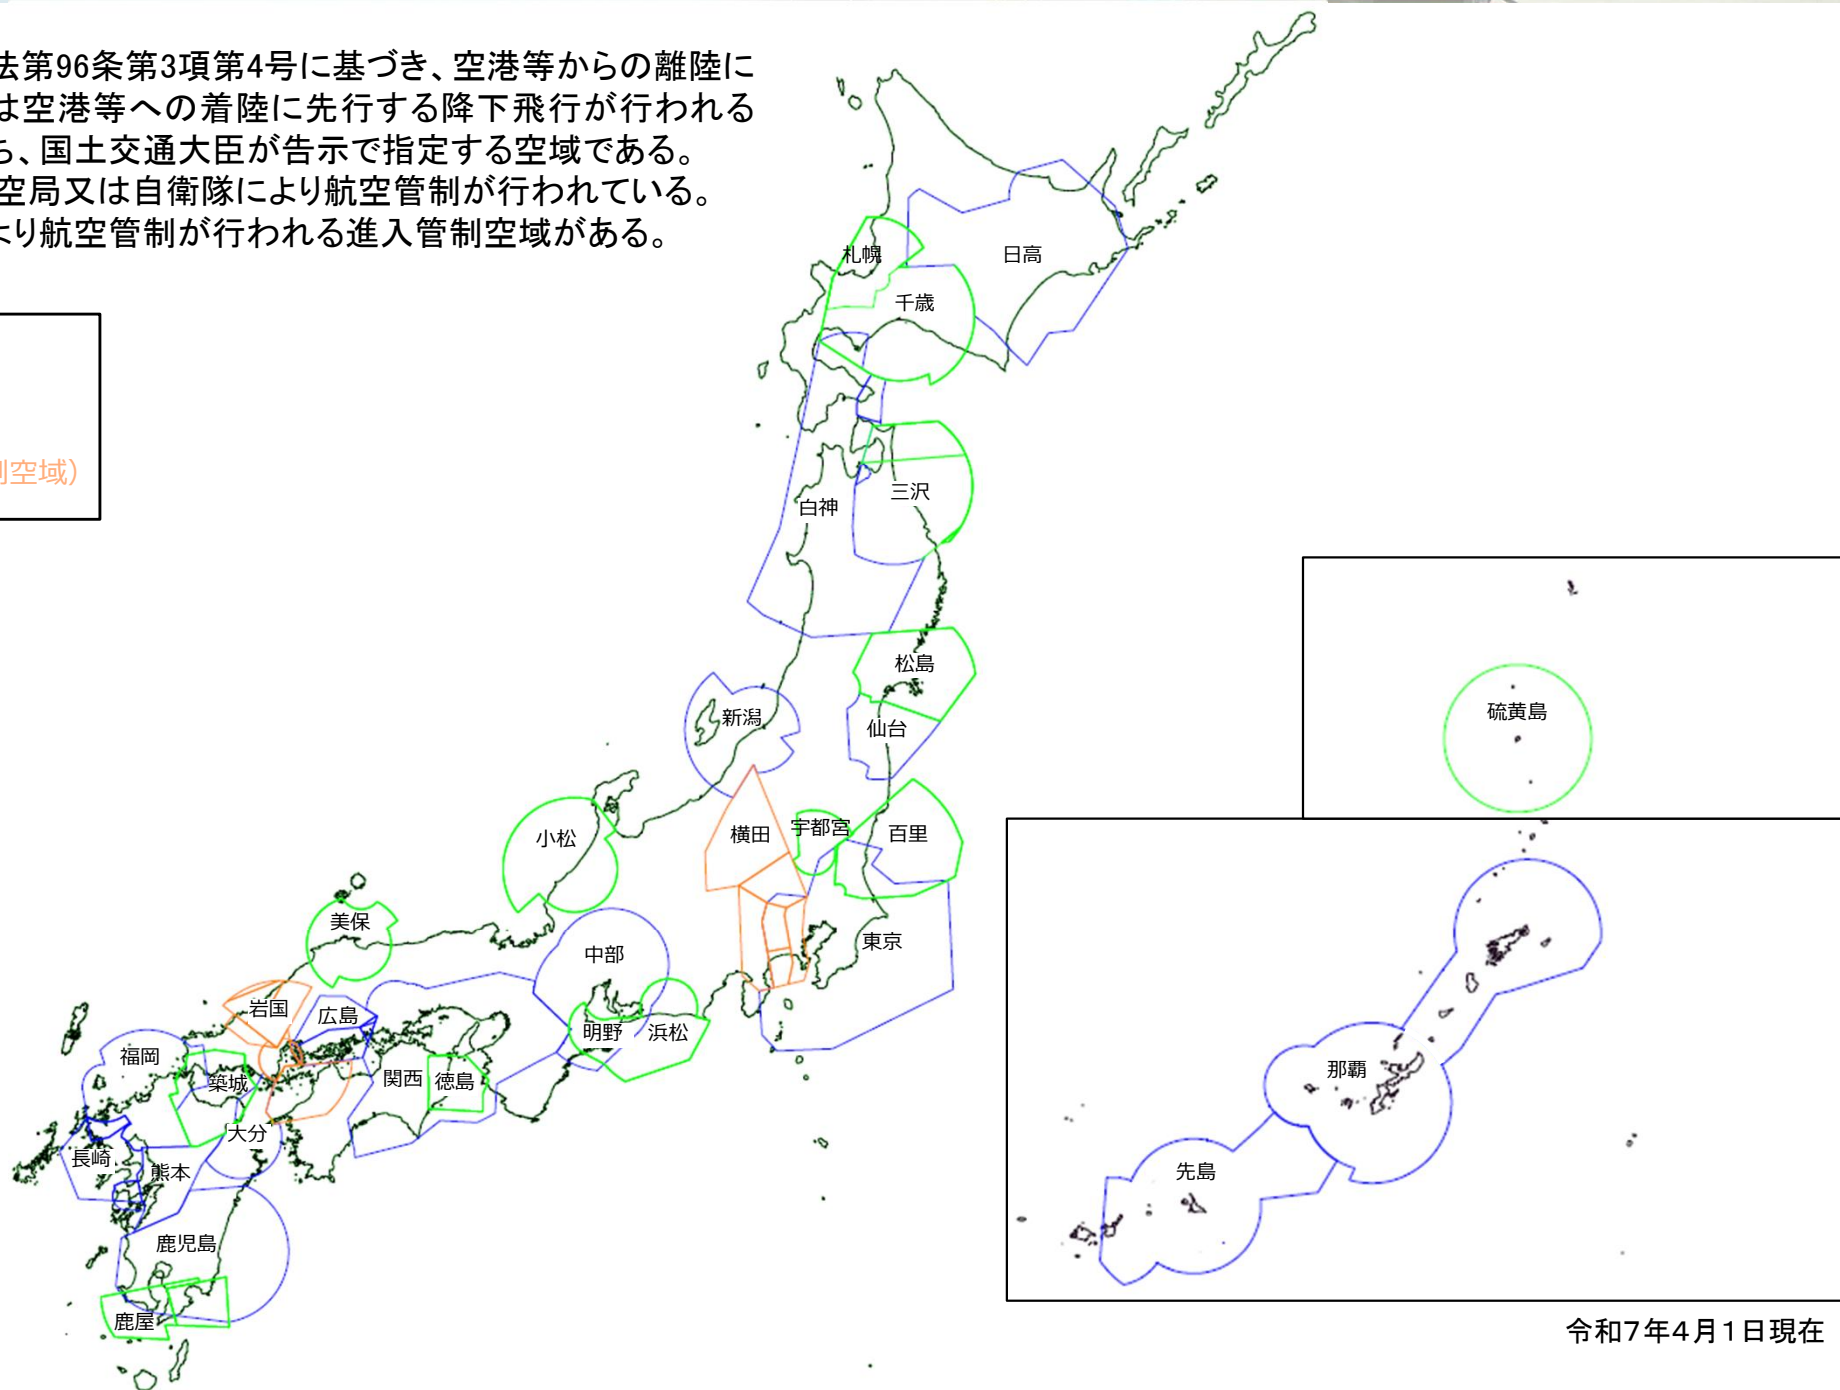 法第96条第3項第4号に基づき、空港等からの離陸に
は空港等への着陸に先行する降下飛行が行われる
ち、国土交通大臣が告示で指定する空域である。
空局又は自衛隊により航空管制が行われている。
より航空管制が行われる進入管制空域がある。
制空域）
札幌
日高
千歳
三沢
白神
松島
新潟
仙台
硫黄島
小松
横田
宇都宮
百里
美保
中部
東京
岩国
広島
明野
浜松
福岡
築城
関西
徳島
那覇
大分
長崎
熊本
先島
鹿児島
鹿屋
令和7年4月1日現在